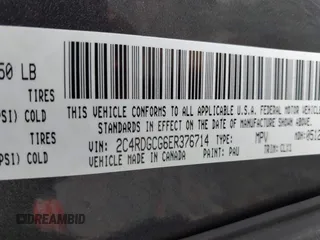 50 LB
TIRES
PSI) COLD
TIRES
PSI) COLD
THIS VEHICLE CONFORMS TO ALL APPLICABLE U.S.A. FEDERAL MOTOR VEHICLE
STANDARDS IN EFFECT ON THE DATE OF MANUFACTURE SHOWN ABOVE.
VIN: 2C4RDGCG6ER376714 TYPE: MPV
VEHICLE MADE IN CANADA PAINT: PAU TRIM: MDH:
DREAMBID